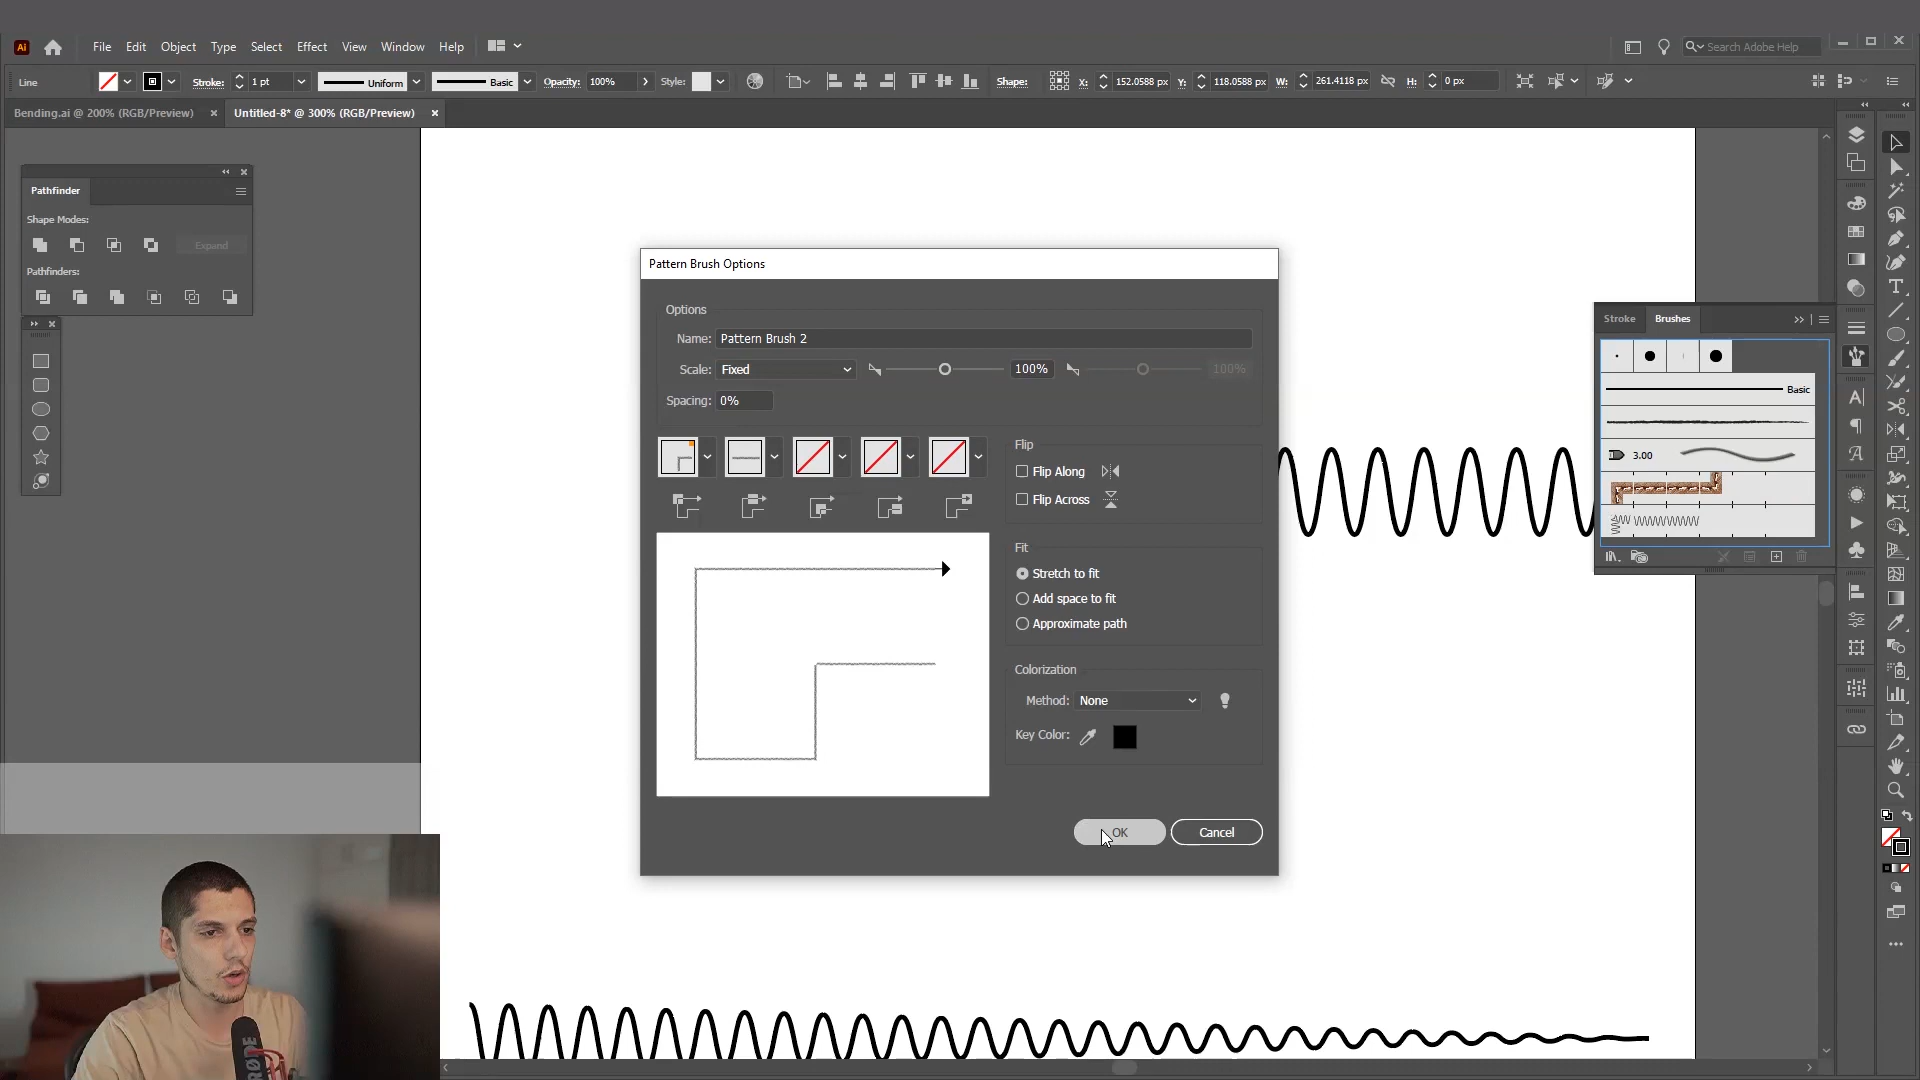 Ai File Edit Object Type Select Effect View Window Help Search Adobe Help
Line Stroke: 1 pt Uniform Basic Opacity: 100% Style: Shape: X: 152.0588 px Y: 118.0588 px W: 261.4118 px H: 0 px
Bending.ai @ 200% (RGB/Preview) Untitled-8* @ 300% (RGB/Preview)
Pathfinder
Shape Modes:
Expand
Pathfinders:
Pattern Brush Options
Options
Name: Pattern Brush 2
Scale: Fixed 100% 100%
Spacing: 0%
Flip
Flip Along
Flip Across
Fit
Stretch to fit
Add space to fit
Approximate path
Colorization
Method: None
Key Color:
OK Cancel
Stroke Brushes
Basic
3.00
RØDE